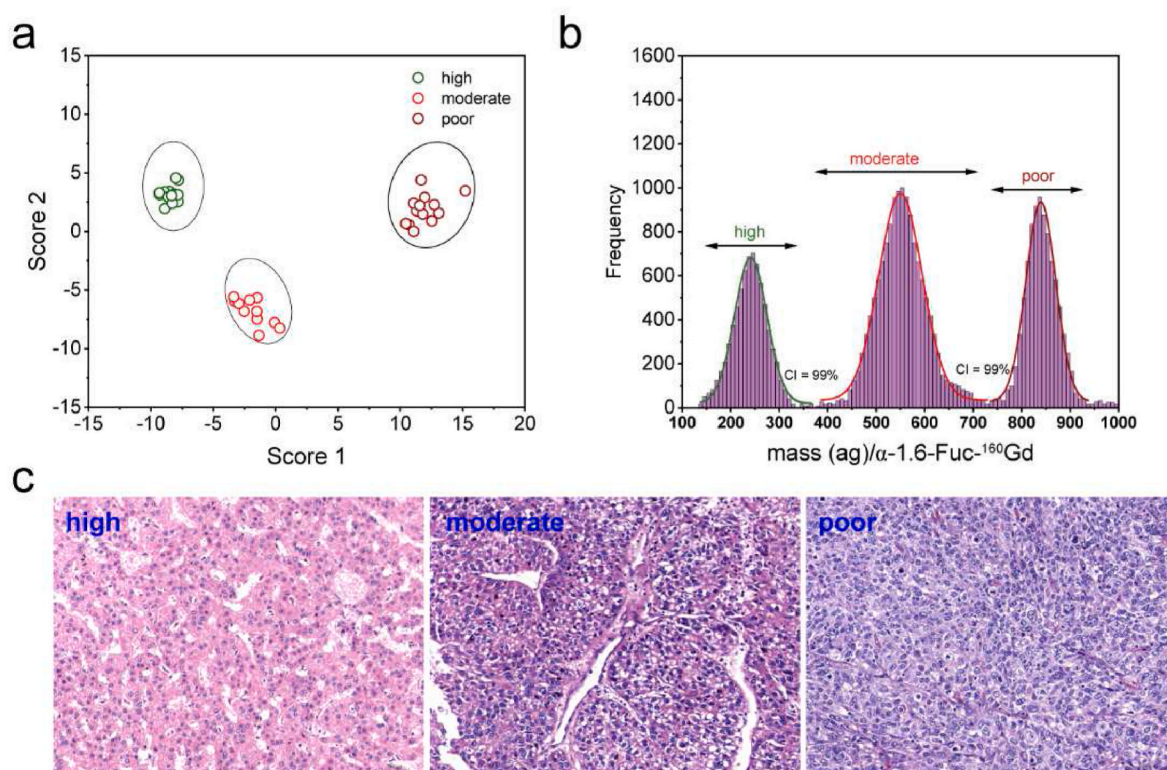 a
15
10
5
0
-5
-10
-15
-15
-10
-5
0
5
10
15
20
Score 2
Score 1
high
moderate
poor
b
1600
1400
1200
1000
800
600
400
200
0
100 200 300 400 500 600 700 800 900 1000
Frequency
mass (ag)/α-1.6-Fuc-¹⁶⁰Gd
high
moderate
poor
CI = 99%
CI = 99%
c
high
moderate
poor